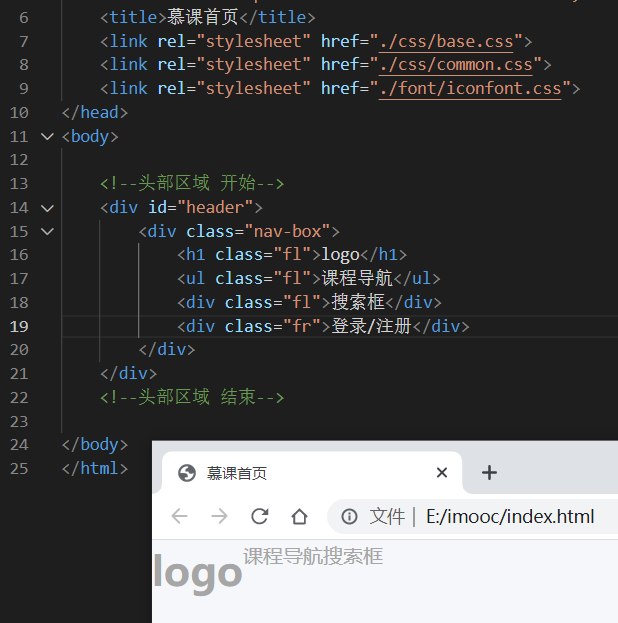 6 <title>慕课首页</title>
7 <link rel="stylesheet" href="./css/base.css">
8 <link rel="stylesheet" href="./css/common.css">
9 <link rel="stylesheet" href="./font/iconfont.css">
10 </head>
11 <body>
12
13 <!--头部区域 开始-->
14 <div id="header">
15 <div class="nav-box">
16 <h1 class="fl">logo</h1>
17 <ul class="fl">课程导航</ul>
18 <div class="fl">搜索框</div>
19 <div class="fr">登录/注册</div>
20 </div>
21 </div>
22 <!--头部区域 结束-->
23
24 </body>
25 </html>
慕课首页
文件 | E:/imooc/index.html
logo课程导航搜索框